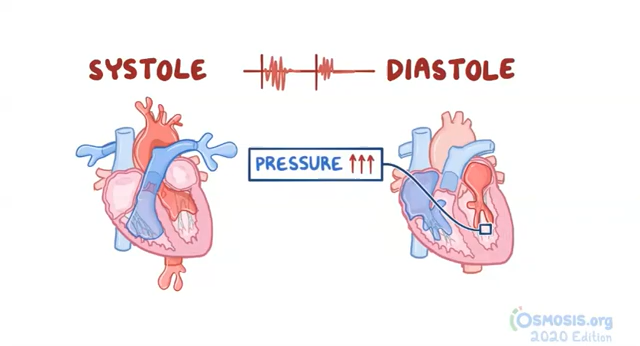 SYSTOLE
DIASTOLE
PRESSURE ↑↑↑
OSMOSIS.org
2020 Edition